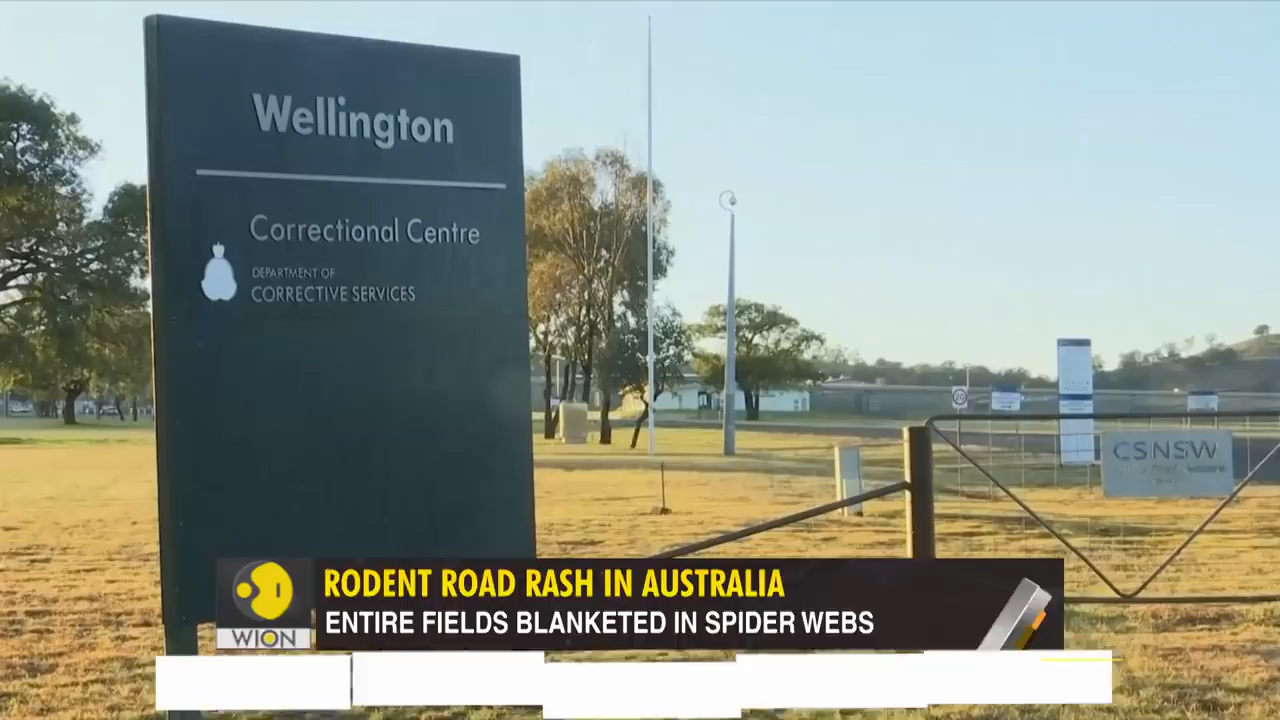 Wellington
Correctional Centre
DEPARTMENT OF
CORRECTIVE SERVICES
20
CSNSW
RODENT ROAD RASH IN AUSTRALIA
ENTIRE FIELDS BLANKETED IN SPIDER WEBS
WION